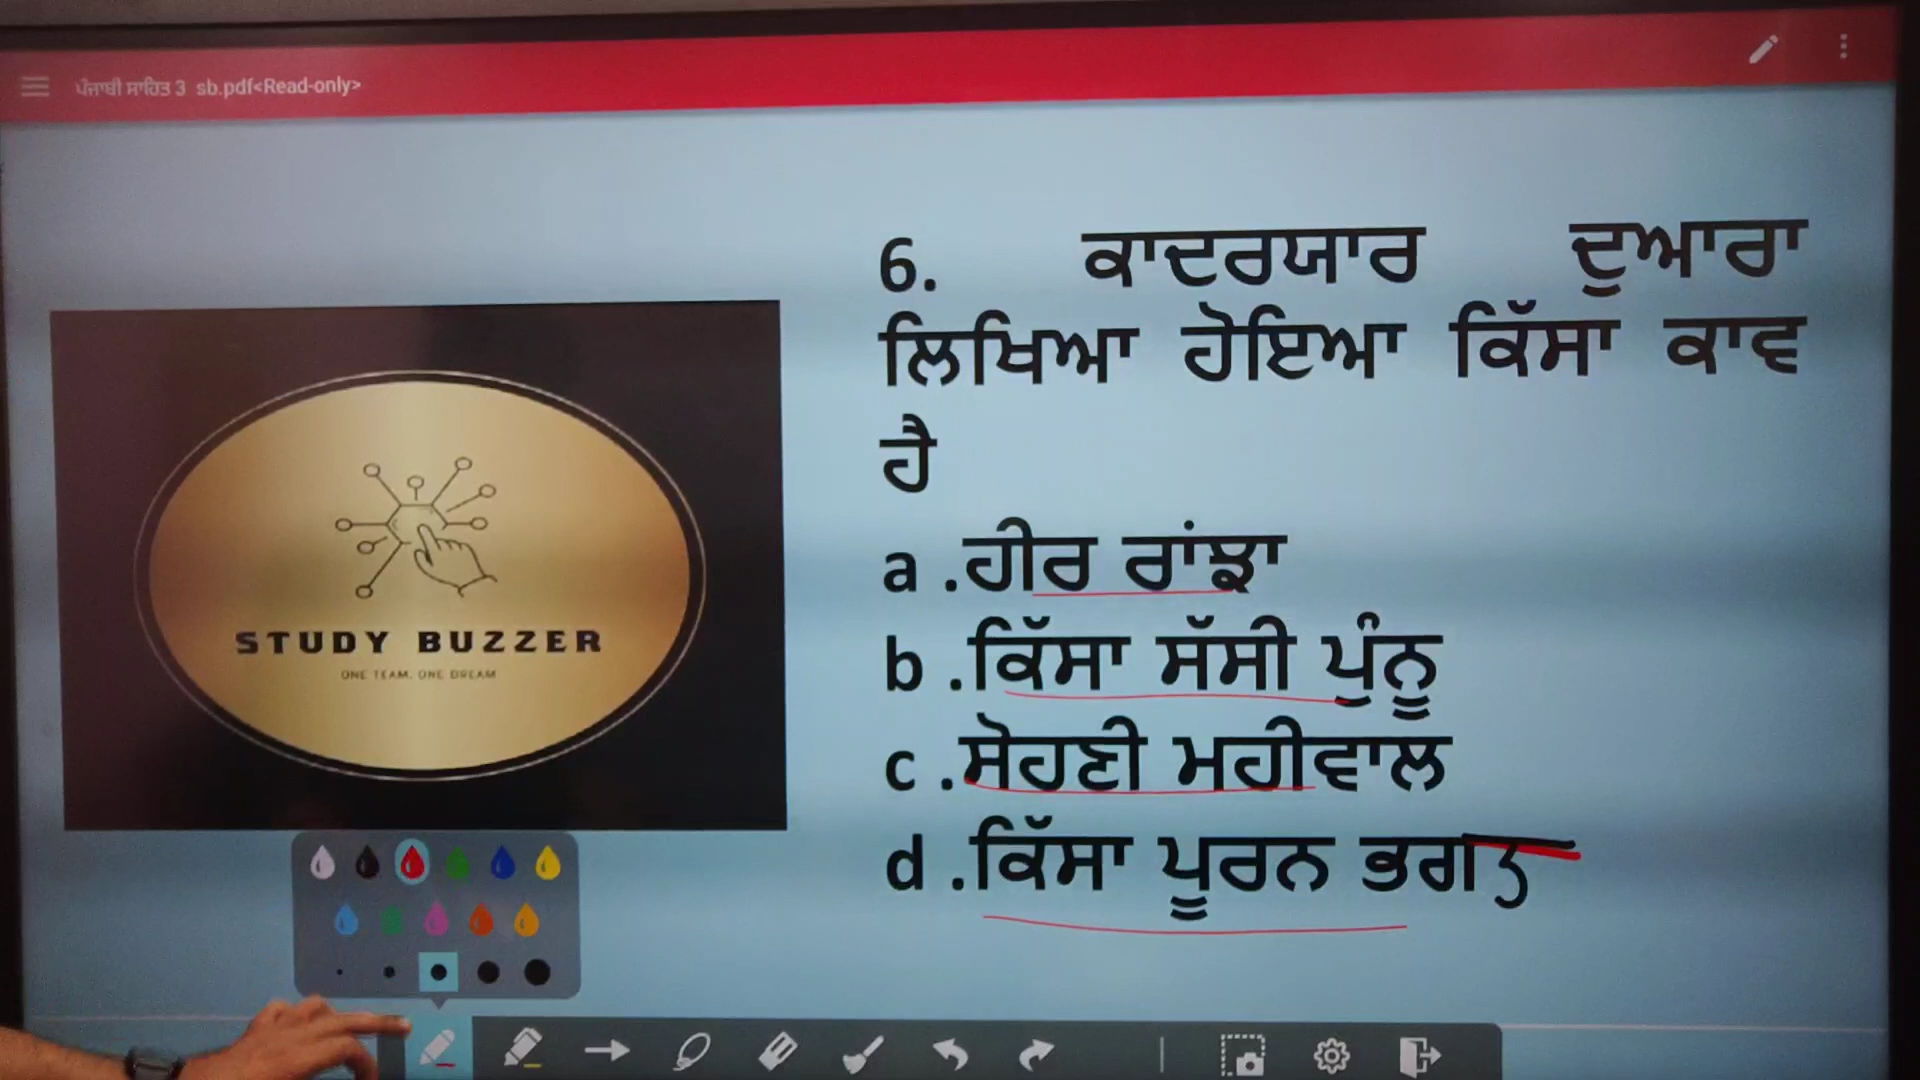 ਪੰਜਾਬੀ ਸਾਹਿਤ 3 sb.pdf<Read-only>
6. ਕਾਦਰਯਾਰ ਦੁਆਰਾ
ਲਿਖਿਆ ਹੋਇਆ ਕਿੱਸਾ ਕਾਵ
ਹੈ
a .ਹੀਰ ਰਾਂਝਾ
b .ਕਿੱਸਾ ਸੱਸੀ ਪੁੰਨੂ
c .ਸੋਹਣੀ ਮਹੀਵਾਲ
d .ਕਿੱਸਾ ਪੂਰਨ ਭਗਤ
STUDY BUZZER
ONE TEAM. ONE DREAM